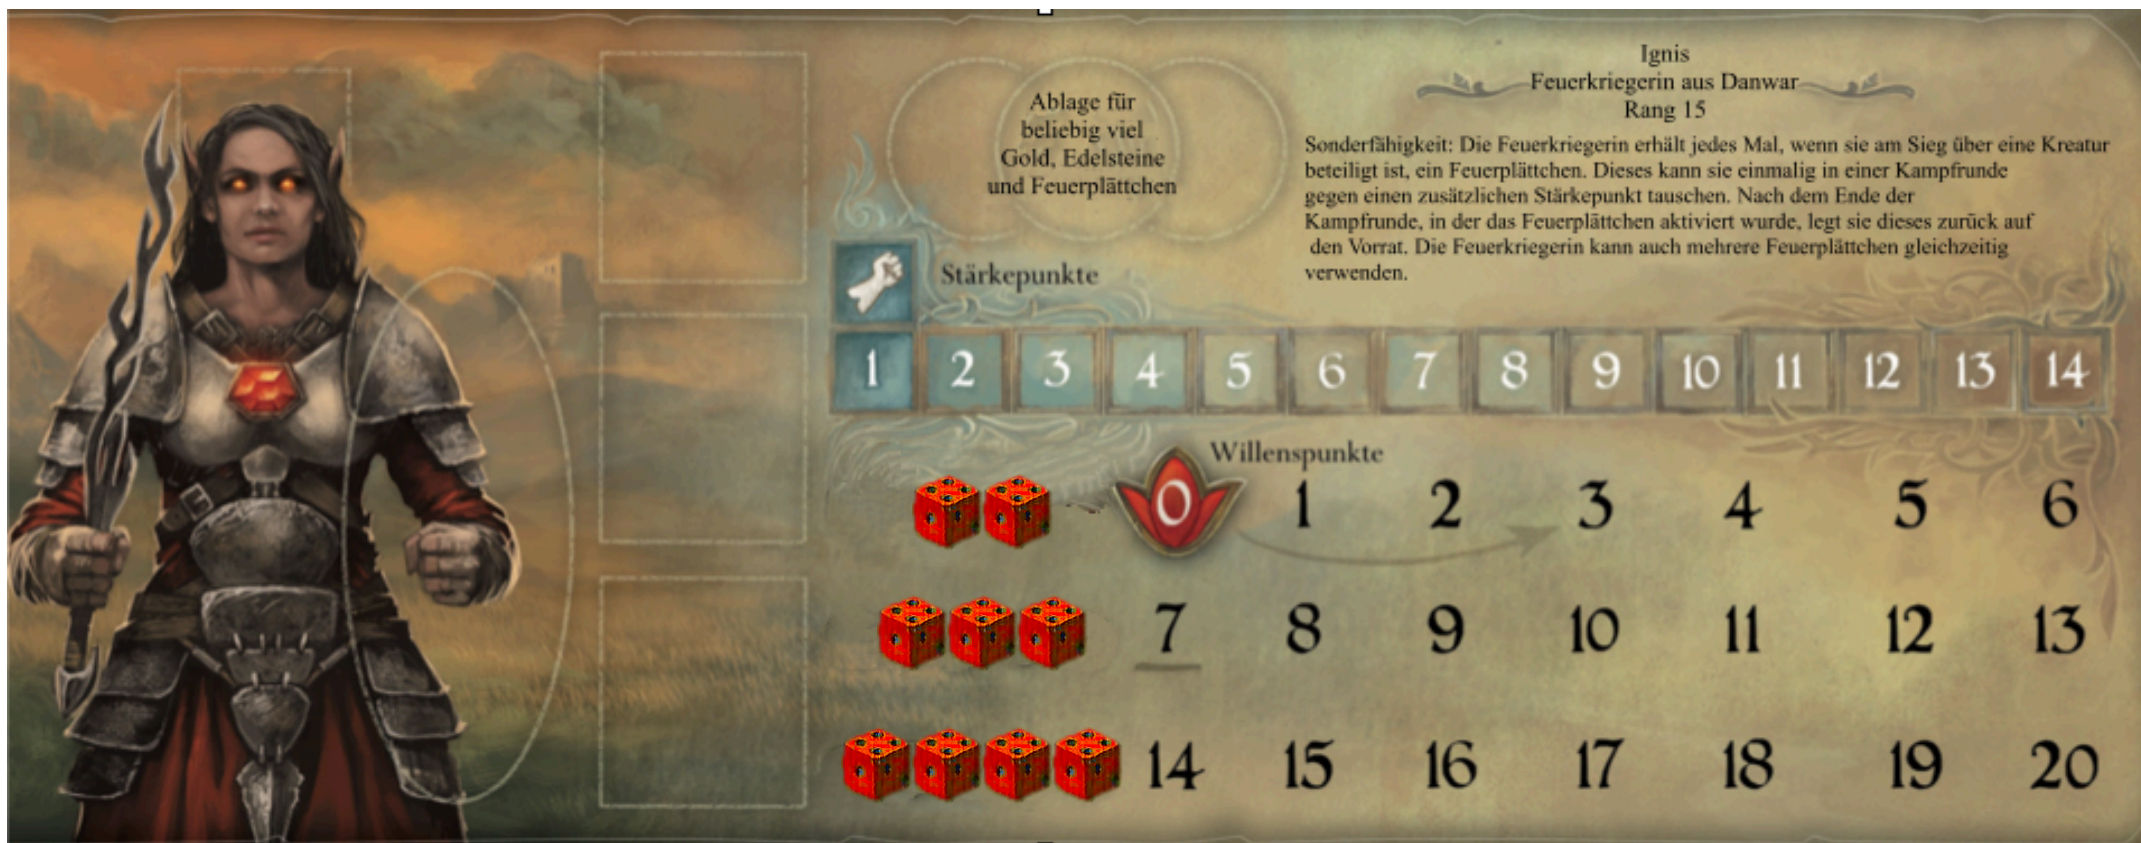 Ignis
Feuerkriegerin aus Danwar
Rang 15
Ablage für
beliebig viel
Gold, Edelsteine
und Feuerplättchen
Sonderfähigkeit: Die Feuerkriegerin erhält jedes Mal, wenn sie am Sieg über eine Kreatur
beteiligt ist, ein Feuerplättchen. Dieses kann sie einmalig in einer Kampfrunde
gegen einen zusätzlichen Stärkepunkt tauschen. Nach dem Ende der
Kampfrunde, in der das Feuerplättchen aktiviert wurde, legt sie dieses zurück auf
den Vorrat. Die Feuerkriegerin kann auch mehrere Feuerplättchen gleichzeitig
verwenden.
Stärkepunkte
1 2 3 4 5 6 7 8 9 10 11 12 13 14
Willenspunkte
0 1 2 3 4 5 6
7 8 9 10 11 12 13
14 15 16 17 18 19 20